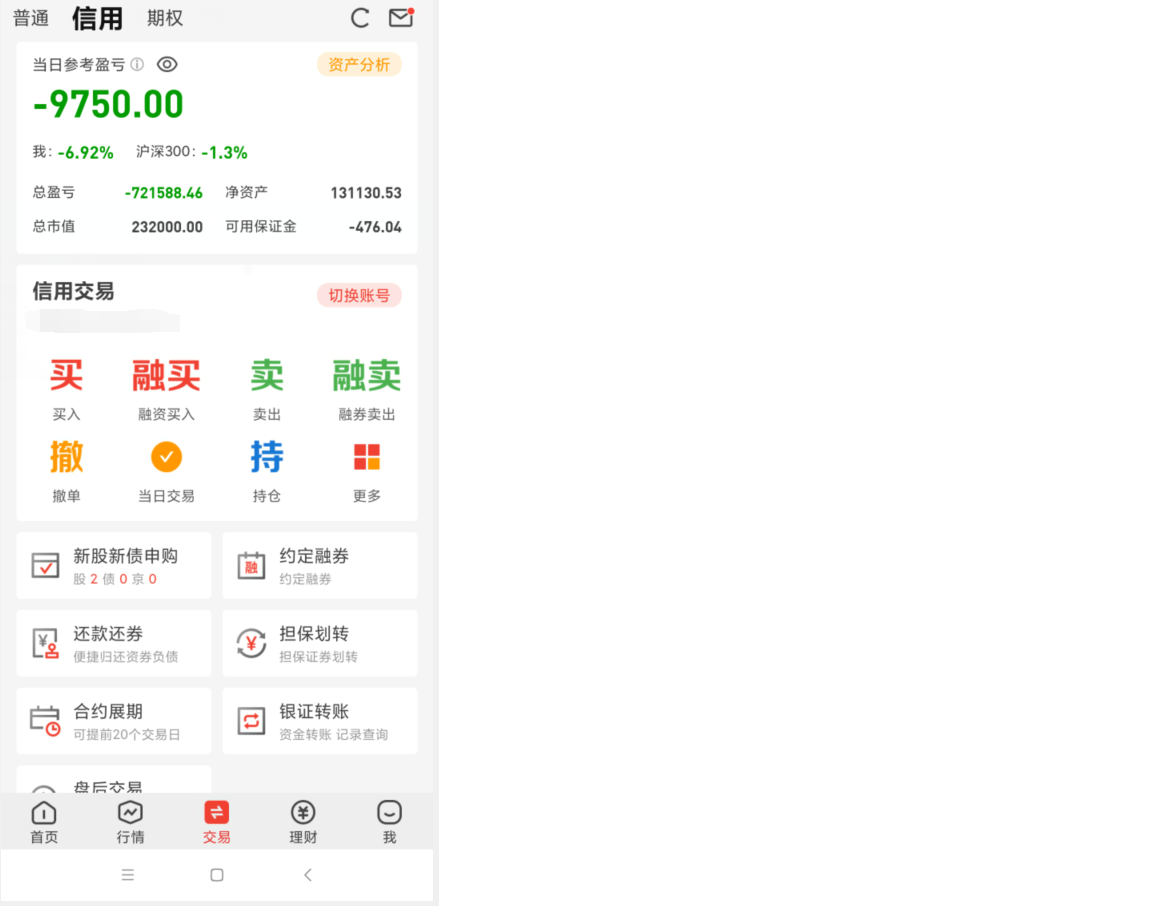 普通 信用 期权
当日参考盈亏 资产分析
-9750.00
我: -6.92% 沪深300: -1.3%
总盈亏 -721588.46 净资产 131130.53
总市值 232000.00 可用保证金 -476.04
信用交易 切换账号
买 融买 卖 融卖
买入 融资买入 卖出 融券卖出
撤 持
撤单 当日交易 持仓 更多
新股新债申购 约定融券
股 2 债 0 京 0 融 约定融券
还款还券 担保划转
便捷归还资券负债 担保证券划转
合约展期 银证转账
可提前20个交易日 资金转账 记录查询
盘后交易
首页 行情 交易 理财 我